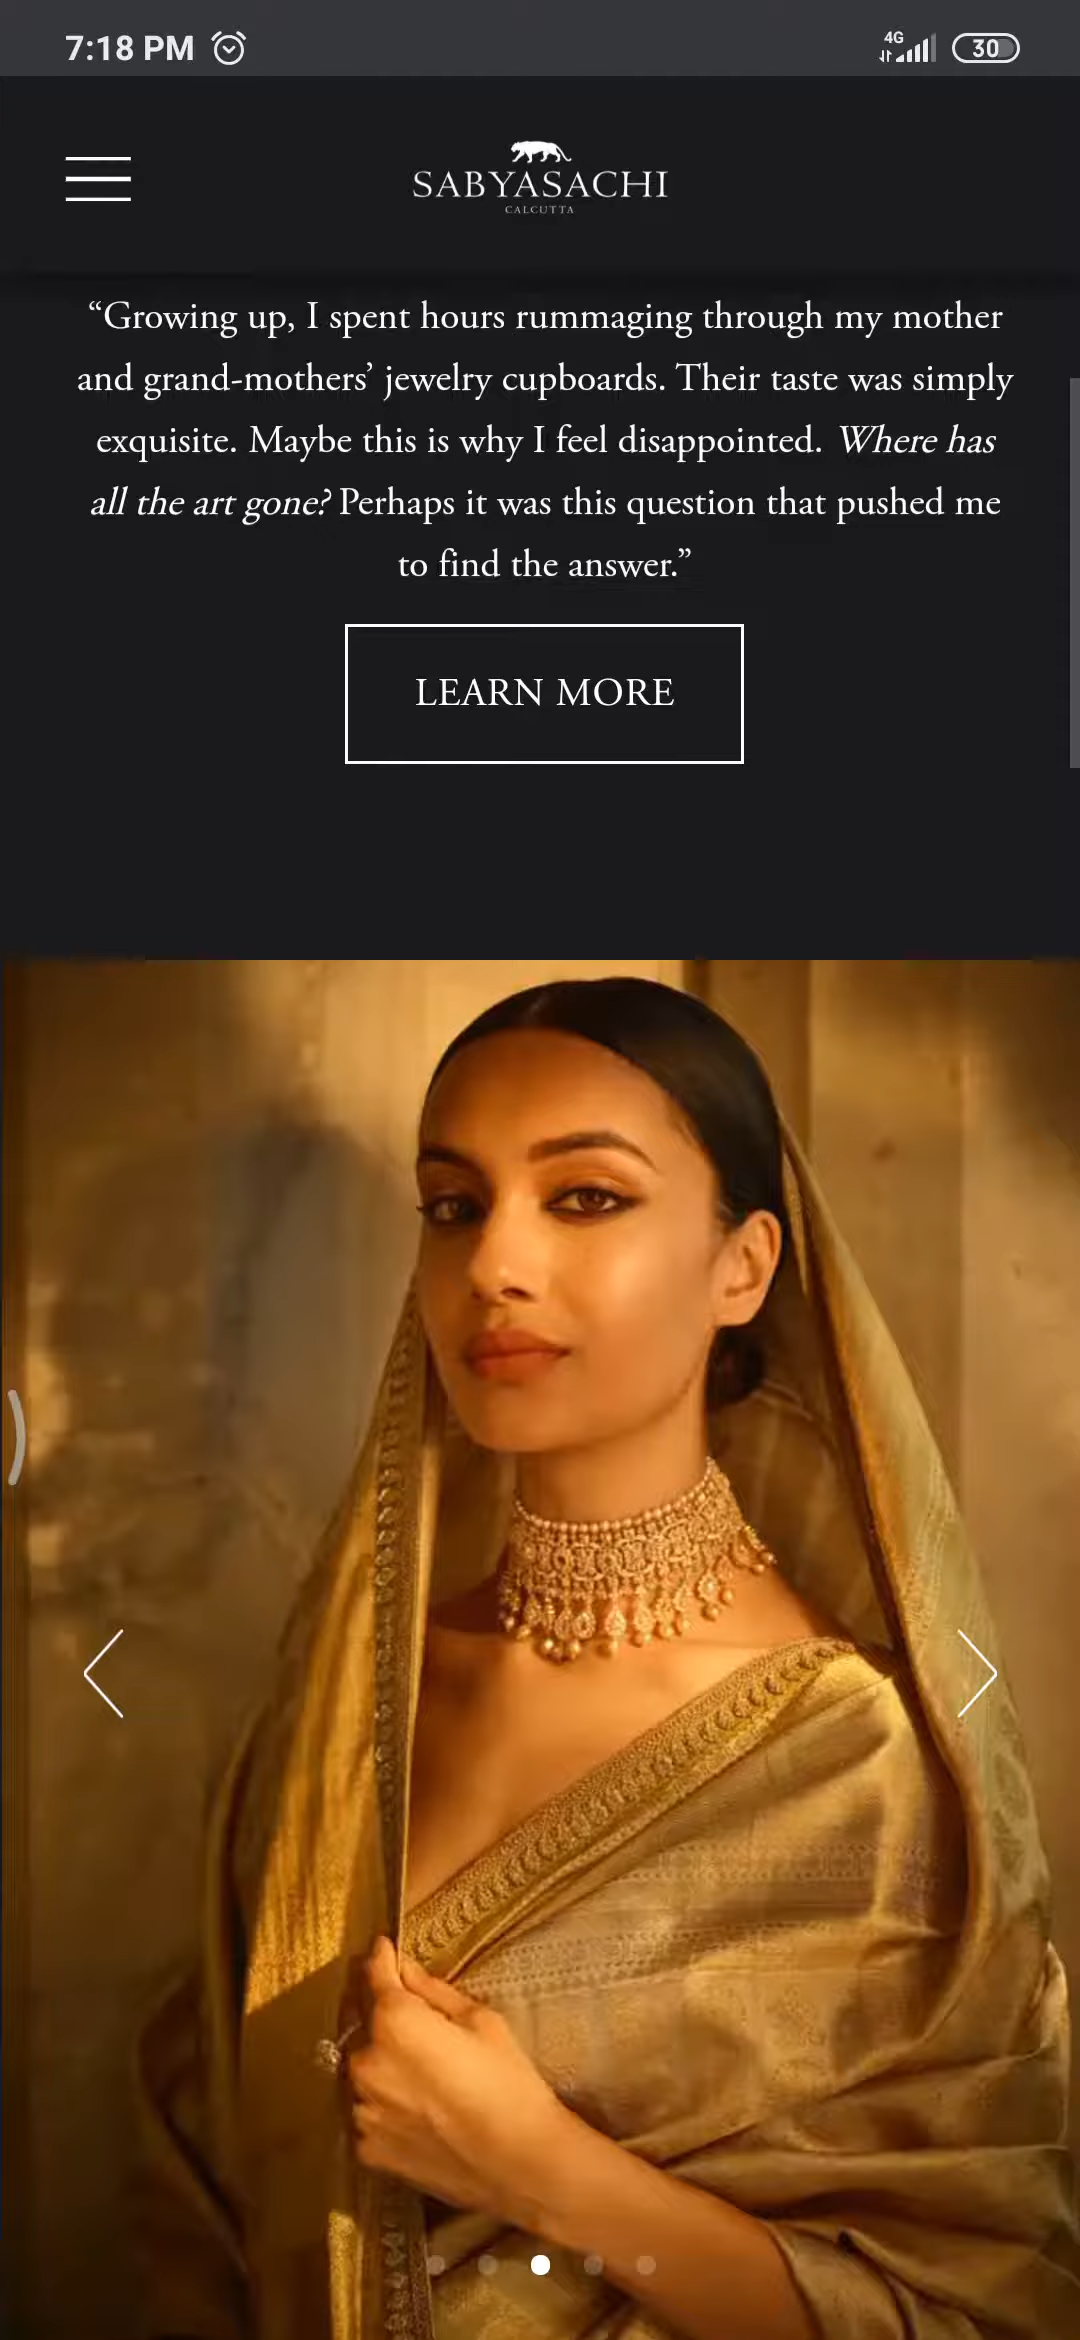 7:18 PM
4G
30
SABYASACHI
CALCUTTA
“Growing up, I spent hours rummaging through my mother
and grand-mothers’ jewelry cupboards. Their taste was simply
exquisite. Maybe this is why I feel disappointed. Where has
all the art gone? Perhaps it was this question that pushed me
to find the answer.”
LEARN MORE